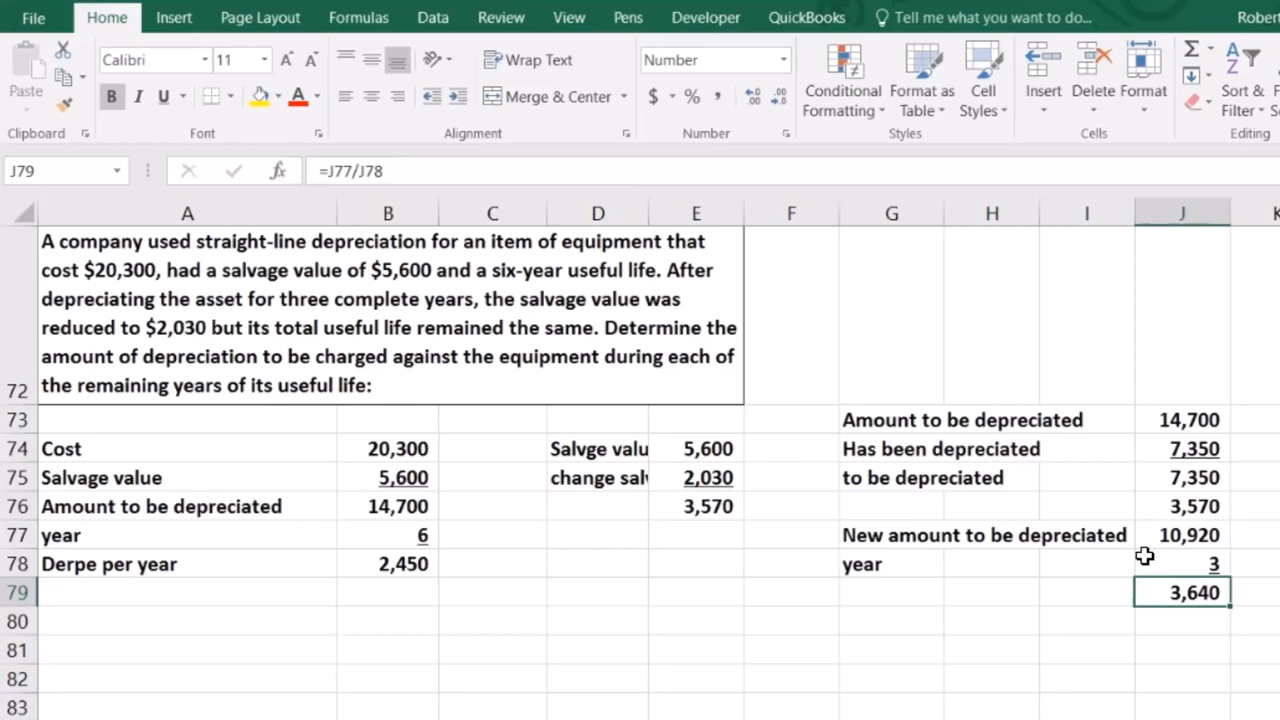 File Home Insert Page Layout Formulas Data Review View Pens Developer QuickBooks Tell me what you want to do... Rober
Paste
Calibri 11 A A
B I U A
Wrap Text
Merge & Center
Number
$ % , .00 .0
Conditional Formatting
Format as Table
Cell Styles
Insert Delete Format
Sort & Filter
Clipboard Font Alignment Number Styles Cells Editing
J79 fx =J77/J78
A B C D E F G H I J K
A company used straight-line depreciation for an item of equipment that
cost $20,300, had a salvage value of $5,600 and a six-year useful life. After
depreciating the asset for three complete years, the salvage value was
reduced to $2,030 but its total useful life remained the same. Determine the
amount of depreciation to be charged against the equipment during each of
72 the remaining years of its useful life:
73 Amount to be depreciated 14,700
74 Cost 20,300 Salvge valu 5,600 Has been depreciated 7,350
75 Salvage value 5,600 change sal 2,030 to be depreciated 7,350
76 Amount to be depreciated 14,700 3,570 3,570
77 year 6 New amount to be depreciated 10,920
78 Derpe per year 2,450 year 3
79 3,640
80
81
82
83